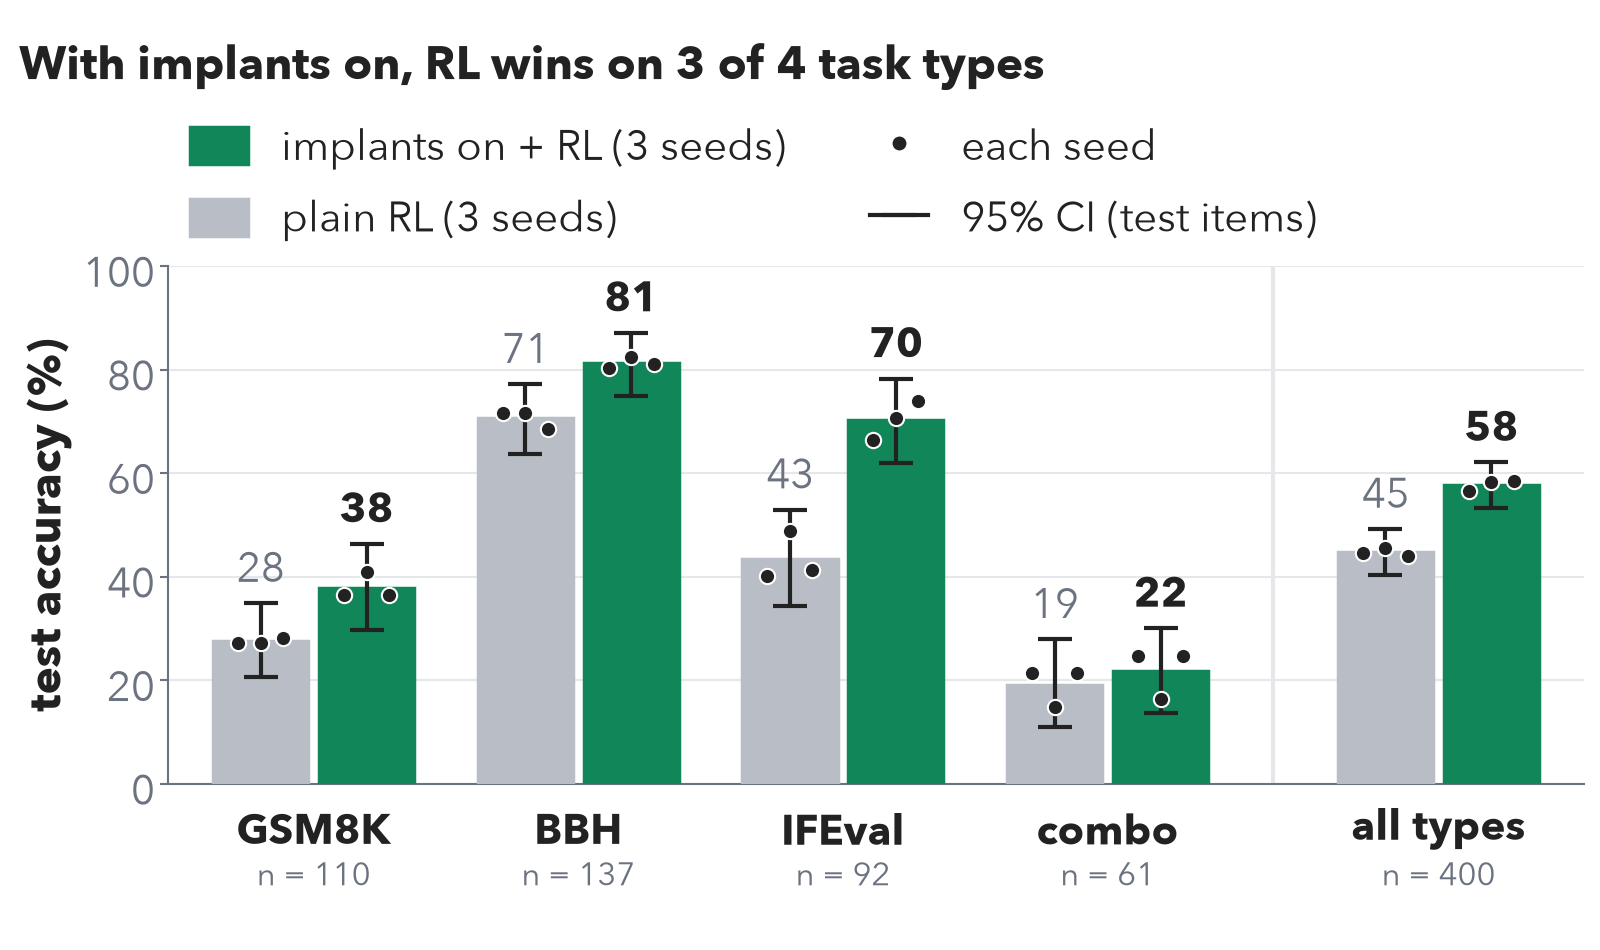 With implants on, RL wins on 3 of 4 task types
implants on + RL (3 seeds)
each seed
plain RL (3 seeds)
95% CI (test items)
test accuracy (%)
100
80
60
40
20
0
28
38
71
81
43
70
19
22
45
58
GSM8K
BBH
IFEval
combo
all types
n = 110
n = 137
n = 92
n = 61
n = 400